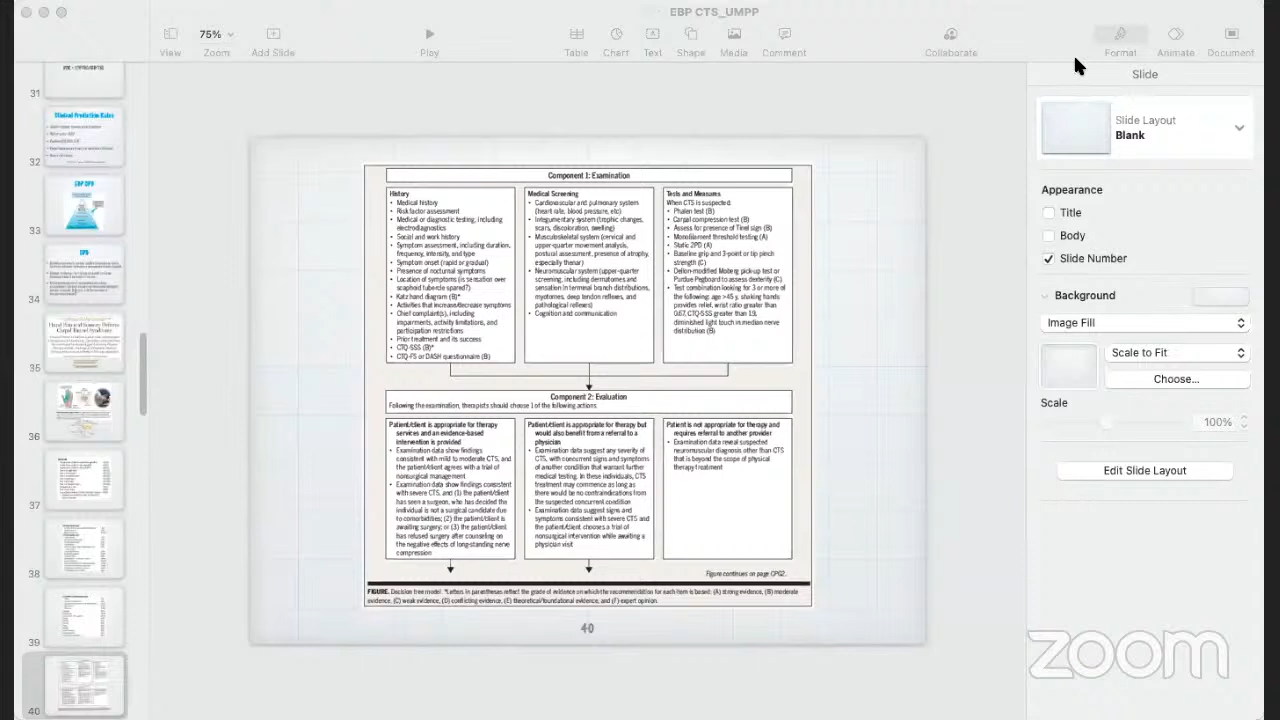 EBP CTS_UMPP
75%
View
Zoom
Add Slide
Play
Table
Chart
Text
Shape
Media
Comment
Collaborate
Format
Animate
Document
31
Clinical Prediction Rules
32
EBP CPG
33
CPG
34
Hand Pain and Sensory Deficits:
Carpal Tunnel Syndrome
35
36
37
38
39
40
Component 1: Examination
History
• Medical history
• Risk factor assessment
• Medical or diagnostic testing, including
electrodiagnostics
• Social and work history
• Symptom assessment, including duration,
frequency, intensity, and type
• Symptom onset (rapid or gradual)
• Presence of nocturnal symptoms
• Location of symptoms (is sensation over
scaphoid tubercle spared?)
• Katz hand diagram (B)*
• Activities that increase/decrease symptoms
• Chief complaint(s), including
impairments, activity limitations, and
participation restrictions
• Prior treatment and its success
• CTQ-SSS (B)*
• CTQ-FS or DASH questionnaire (B)
Medical Screening
• Cardiovascular and pulmonary system
(heart rate, blood pressure, etc)
• Integumentary system (trophic changes,
scars, discoloration, swelling)
• Musculoskeletal system (cervical and
upper-quarter movement analysis,
postural assessment, presence of atrophy,
especially thenar)
• Neuromuscular system (upper-quarter
screening, including dermatomes and
sensation in terminal branch distributions,
myotomes, deep tendon reflexes, and
pathological reflexes)
• Cognition and communication
Tests and Measures
When CTS is suspected:
• Phalen test (B)
• Carpal compression test (B)
• Assess for presence of Tinel sign (B)
• Monofilament threshold testing (A)
• Static 2PD (A)
• Baseline grip and 3-point or tip pinch
strength (C)
• Dellon-modified Moberg pick-up test or
Purdue Pegboard to assess dexterity (C)
• Test combination looking for 3 or more of
the following: age >45 y, shaking hands
provides relief, wrist ratio greater than
0.67, CTQ-SSS greater than 1.9,
diminished light touch in median nerve
distribution (B)
Component 2: Evaluation
Following the examination, therapists should choose 1 of the following actions
Patient/client is appropriate for therapy
services and an evidence-based
intervention is provided
• Examination data show findings
consistent with mild to moderate CTS, and
the patient/client agrees with a trial of
nonsurgical management
• Examination data show findings consistent
with severe CTS, and (1) the patient/client
has seen a surgeon, who has decided the
individual is not a surgical candidate due
to comorbidities; (2) the patient/client is
awaiting surgery; or (3) the patient/client
has refused surgery after counseling on
the negative effects of long-standing nerve
compression
Patient/client is appropriate for therapy but
would also benefit from a referral to a
physician
• Examination data suggest any severity of
CTS, with concurrent signs and symptoms
of another condition that warrant further
medical testing. In these individuals, CTS
treatment may commence as long as
there would be no contraindications from
the suspected concurrent condition
• Examination data suggest signs and
symptoms consistent with severe CTS and
the patient/client chooses a trial of
nonsurgical intervention while awaiting a
physician visit
Patient is not appropriate for therapy and
requires referral to another provider
• Examination data reveal suspected
neuromuscular diagnosis other than CTS
that is beyond the scope of physical
therapy treatment
Figure continues on page CPG2.
FIGURE. Decision tree model. *Letters in parentheses reflect the grade of evidence on which the recommendation for each item is based: (A) strong evidence, (B) moderate
evidence, (C) weak evidence, (D) conflicting evidence, (E) theoretical/foundational evidence, and (F) expert opinion.
40
Slide
Slide Layout
Blank
Appearance
Title
Body
Slide Number
Background
Image Fill
Scale to Fit
Choose...
Scale
100%
Edit Slide Layout
zoom